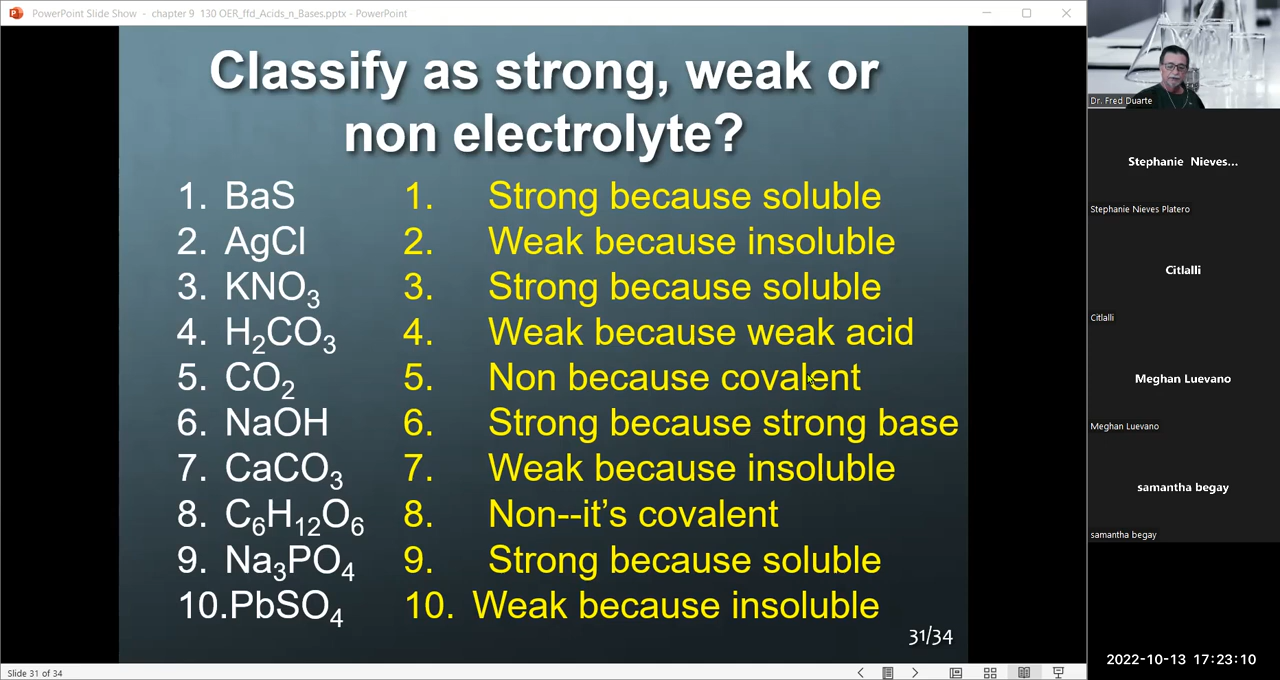 PowerPoint Slide Show - chapter 9 130 OER_ffd_Acids_n_Bases.pptx - PowerPoint
Classify as strong, weak or
non electrolyte?
1. BaS 1. Strong because soluble
2. AgCl 2. Weak because insoluble
3. KNO₃ 3. Strong because soluble
4. H₂CO₃ 4. Weak because weak acid
5. CO₂ 5. Non because covalent
6. NaOH 6. Strong because strong base
7. CaCO₃ 7. Weak because insoluble
8. C₆H₁₂O₆ 8. Non--it’s covalent
9. Na₃PO₄ 9. Strong because soluble
10.PbSO₄ 10. Weak because insoluble
31/34
Slide 31 of 34
Dr. Fred Duarte
Stephanie Nieves...
Stephanie Nieves Platero
Citlalli
Citlalli
Meghan Luevano
Meghan Luevano
samantha begay
samantha begay
2022-10-13 17:23:10